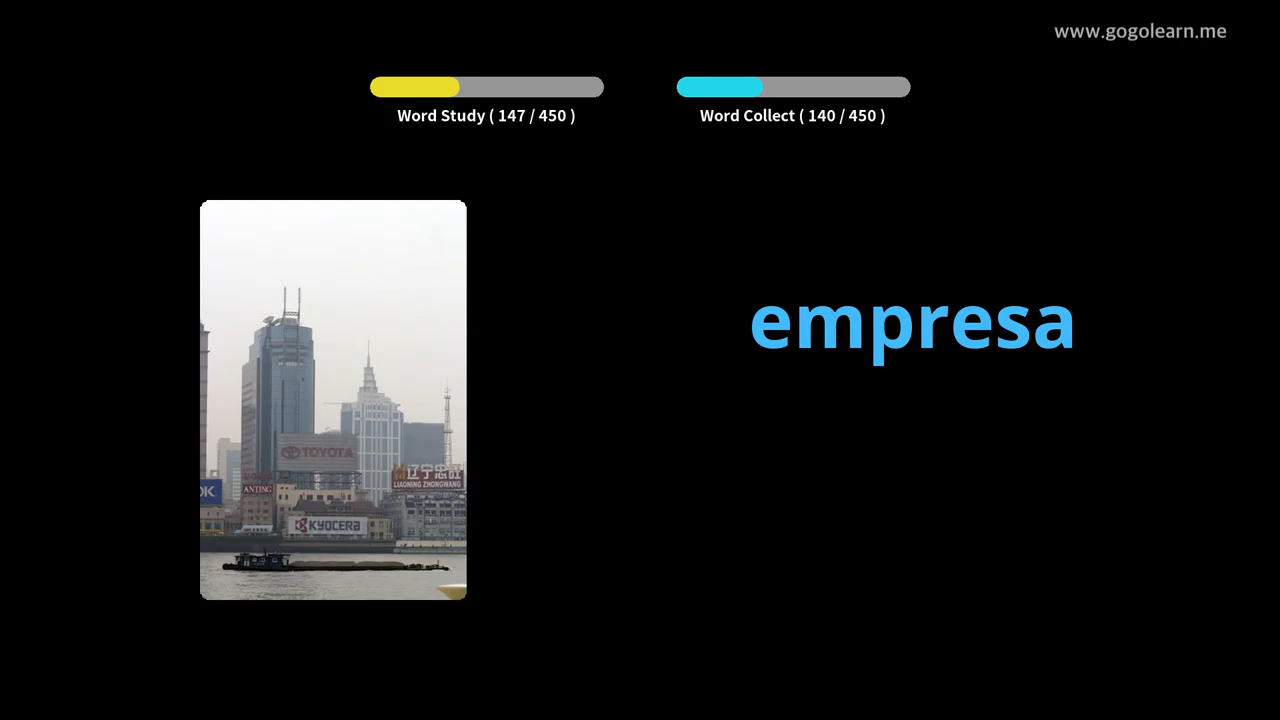 www.gogolearn.me
Word Study ( 147 / 450 )
Word Collect ( 140 / 450 )
empresa
TOYOTA
辽宁忠旺
LIAONING ZHONGWANG
OK
ANTING
KYOCERA